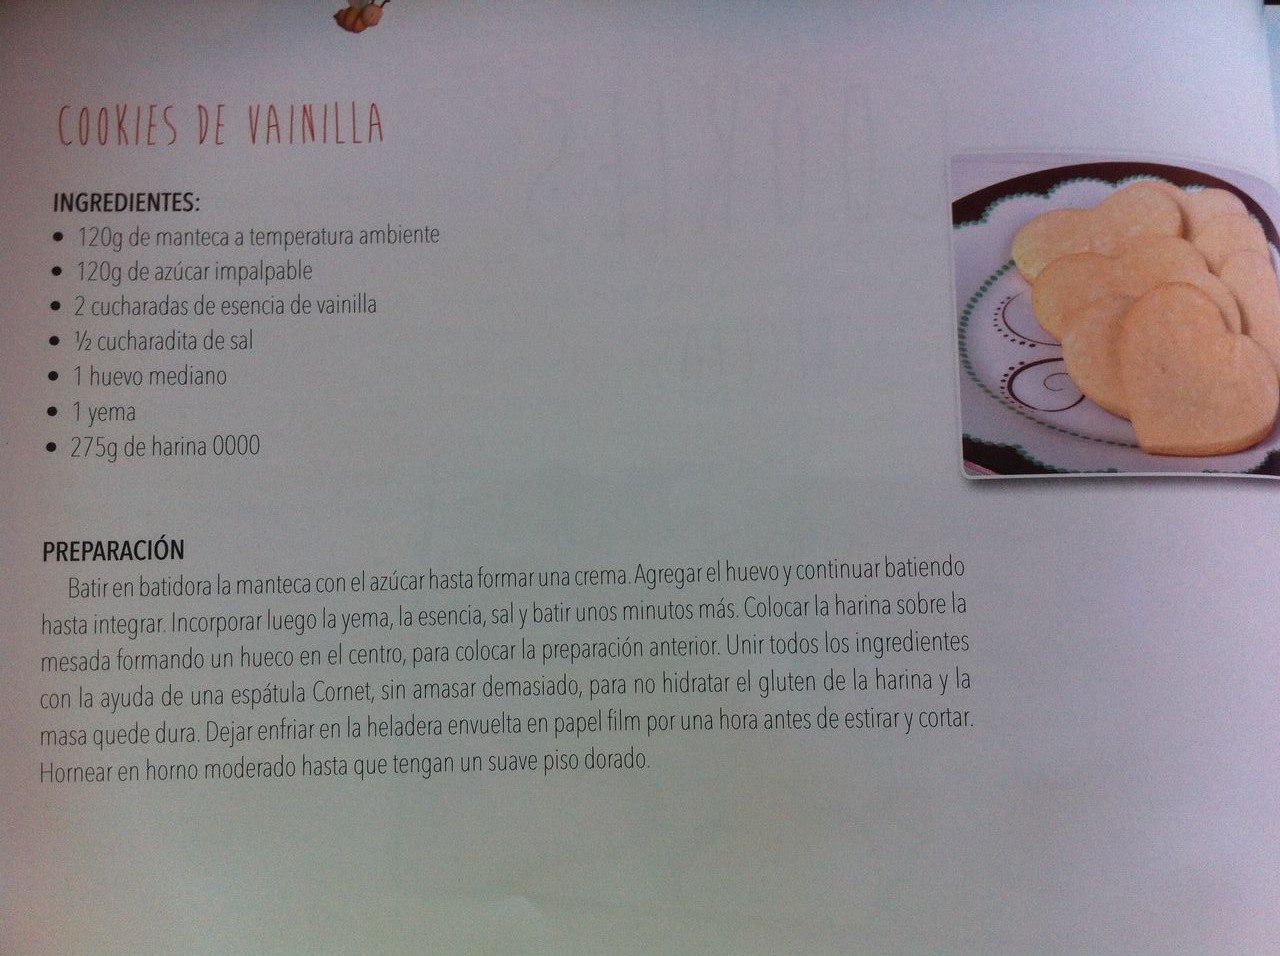 COOKIES DE VAINILLA
INGREDIENTES:
• 120g de manteca a temperatura ambiente
• 120g de azúcar impalpable
• 2 cucharadas de esencia de vainilla
• ½ cucharadita de sal
• 1 huevo mediano
• 1 yema
• 275g de harina 0000
PREPARACIÓN
Batir en batidora la manteca con el azúcar hasta formar una crema. Agregar el huevo y continuar batiendo
hasta integrar. Incorporar luego la yema, la esencia, sal y batir unos minutos más. Colocar la harina sobre la
mesada formando un hueco en el centro, para colocar la preparación anterior. Unir todos los ingredientes
con la ayuda de una espátula Cornet, sin amasar demasiado, para no hidratar el gluten de la harina y la
masa quede dura. Dejar enfriar en la heladera envuelta en papel film por una hora antes de estirar y cortar.
Hornear en horno moderado hasta que tengan un suave piso dorado.